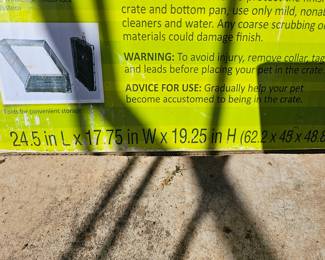 crate and bottom pan, use only mild,
cleaners and water. Any coarse scrubbing or
materials could damage finish.
WARNING: To avoid injury, remove collar, tags
and leads before placing your pet in the crate.
ADVICE FOR USE: Gradually help your pet
become accustomed to being in the crate.
Folds for convenient storage
24.5 in L x 17.75 in W x 19.25 in H (62.2 x 45 x 48.8